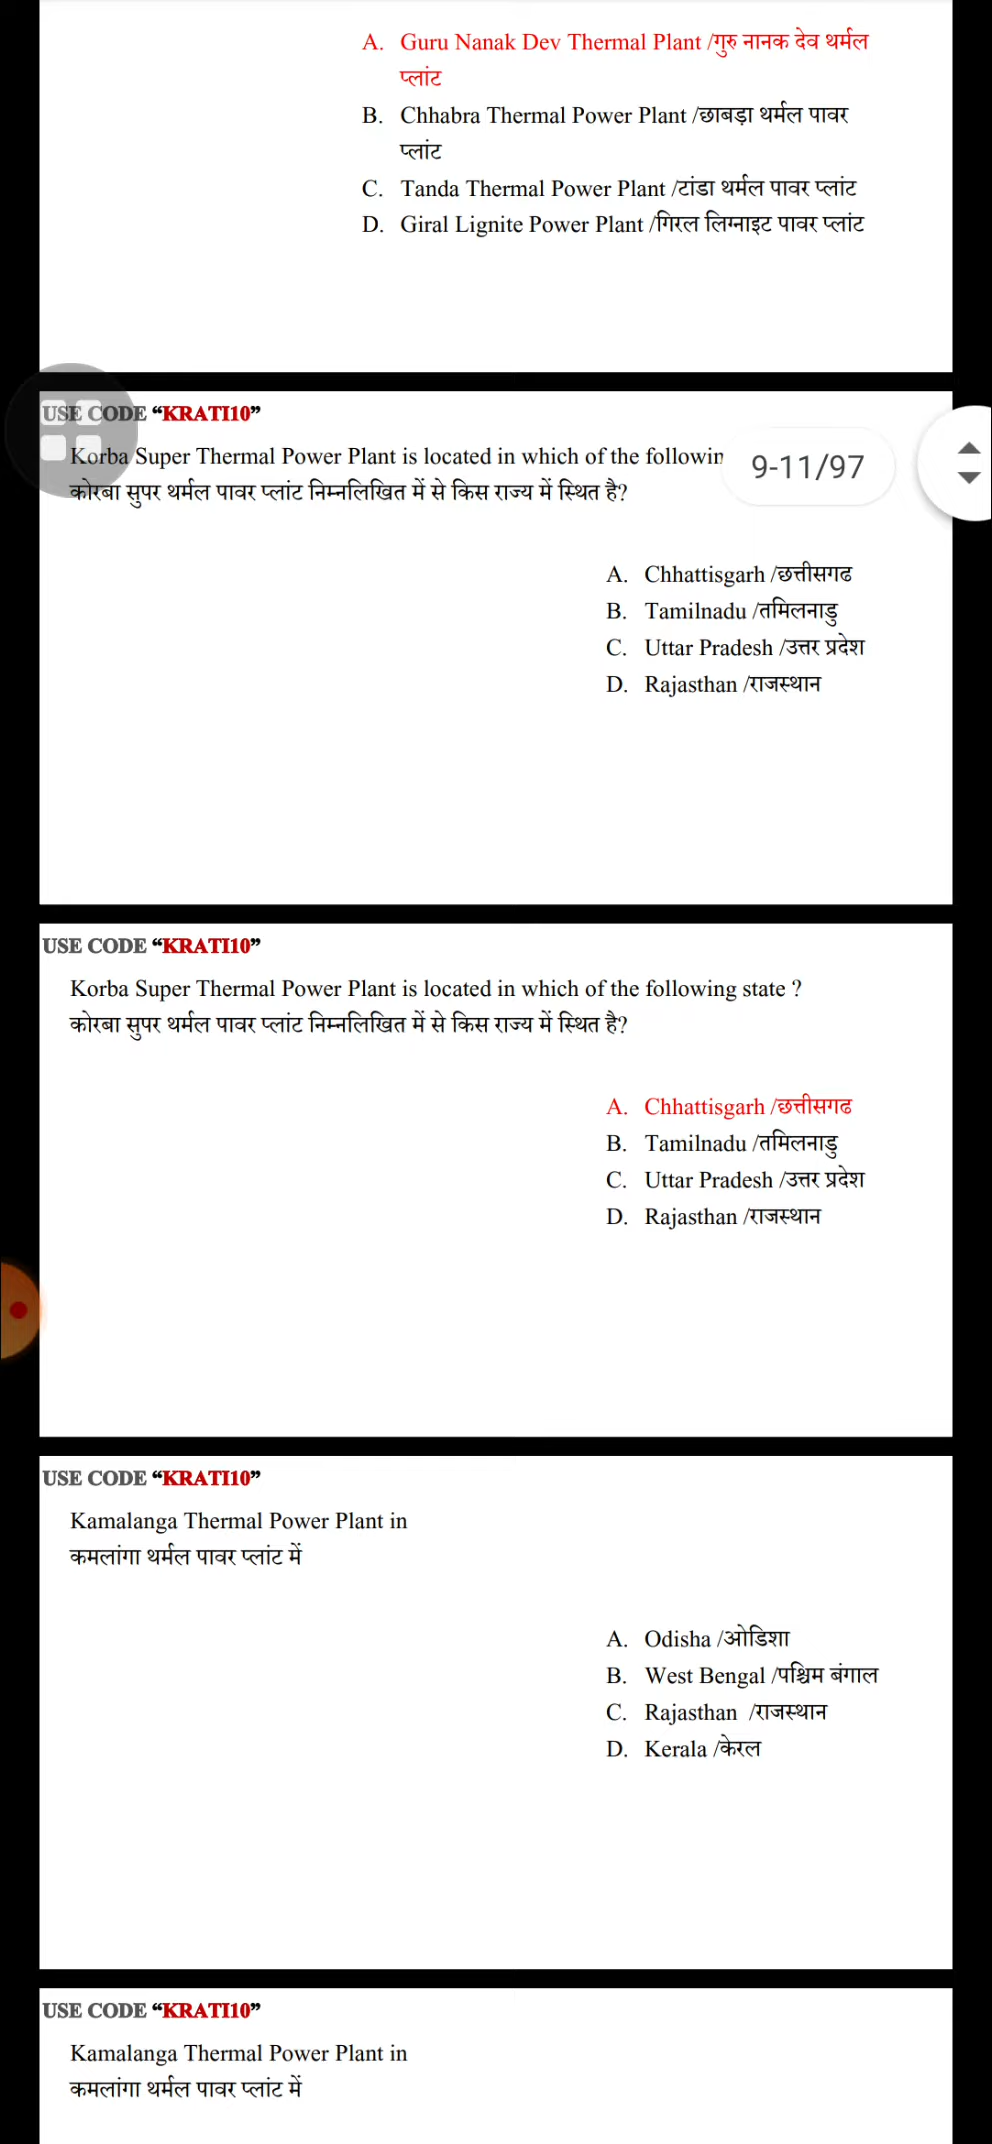 A. Guru Nanak Dev Thermal Plant /गुरु नानक देव थर्मल
प्लांट
B. Chhabra Thermal Power Plant /छाबड़ा थर्मल पावर
प्लांट
C. Tanda Thermal Power Plant /टांडा थर्मल पावर प्लांट
D. Giral Lignite Power Plant /गिरल लिग्नाइट पावर प्लांट
USE CODE “KRATI10”
Korba Super Thermal Power Plant is located in which of the followin
9-11/97
कोरबा सुपर थर्मल पावर प्लांट निम्नलिखित में से किस राज्य में स्थित है?
A. Chhattisgarh /छत्तीसगढ
B. Tamilnadu /तमिलनाडु
C. Uttar Pradesh /उत्तर प्रदेश
D. Rajasthan /राजस्थान
USE CODE “KRATI10”
Korba Super Thermal Power Plant is located in which of the following state ?
कोरबा सुपर थर्मल पावर प्लांट निम्नलिखित में से किस राज्य में स्थित है?
A. Chhattisgarh /छत्तीसगढ
B. Tamilnadu /तमिलनाडु
C. Uttar Pradesh /उत्तर प्रदेश
D. Rajasthan /राजस्थान
USE CODE “KRATI10”
Kamalanga Thermal Power Plant in
कमलांगा थर्मल पावर प्लांट में
A. Odisha /ओडिशा
B. West Bengal /पश्चिम बंगाल
C. Rajasthan /राजस्थान
D. Kerala /केरल
USE CODE “KRATI10”
Kamalanga Thermal Power Plant in
कमलांगा थर्मल पावर प्लांट में